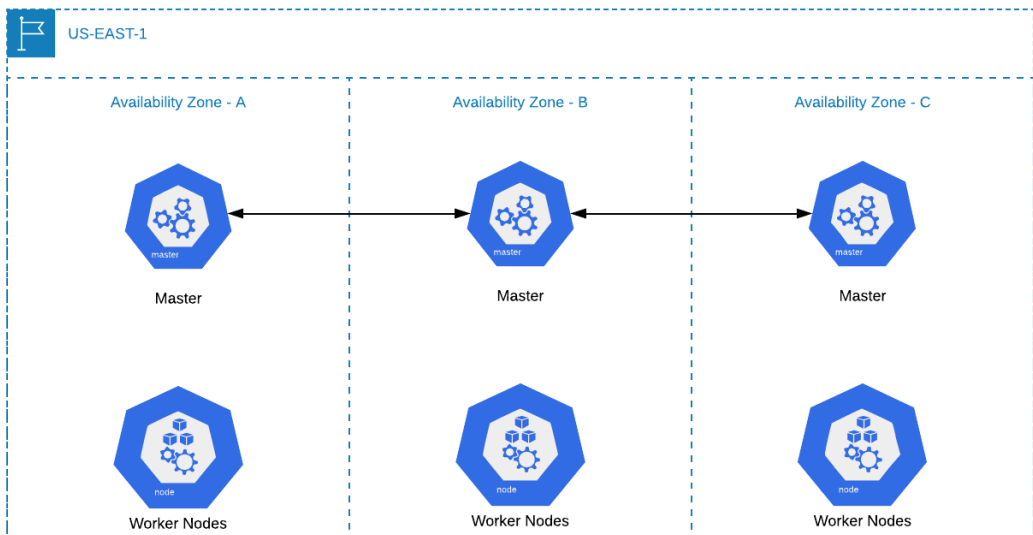 US-EAST-1
Availability Zone - A
Availability Zone - B
Availability Zone - C
master
master
master
Master
Master
Master
node
node
node
Worker Nodes
Worker Nodes
Worker Nodes